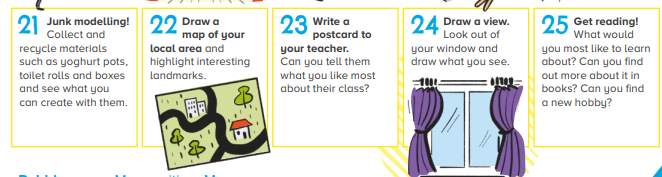 21 Junk modelling!
Collect and
recycle materials
such as yoghurt pots,
toilet rolls and boxes
and see what you
can create with them.
22 Draw a
map of your
local area and
highlight interesting
landmarks.
23 Write a
postcard to
your teacher.
Can you tell them
what you like most
about their class?
24 Draw a view.
Look out of
your window and
draw what you see.
25 Get reading!
What would
you most like to learn
about? Can you find
out more about it in
books? Can you find
a new hobby?